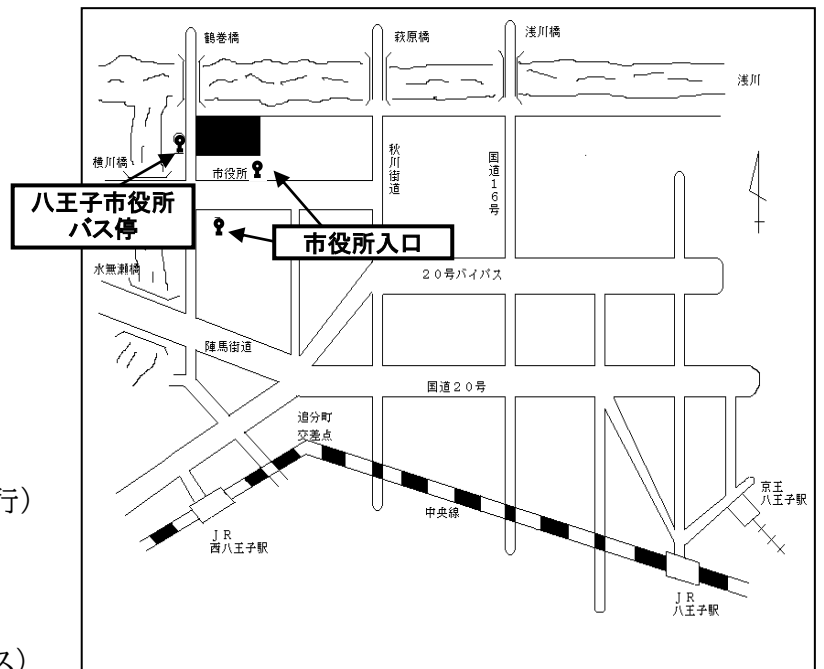 鶴巻橋
萩原橋
浅川橋
浅川
横川橋
市役所
秋川街道
国道16号
八王子市役所
バス停
市役所入口
水無瀬橋
20号バイパス
陣馬街道
国道20号
追分町
交差点
行）
中央線
京王
八王子駅
JR
西八王子駅
JR
八王子駅
ス）